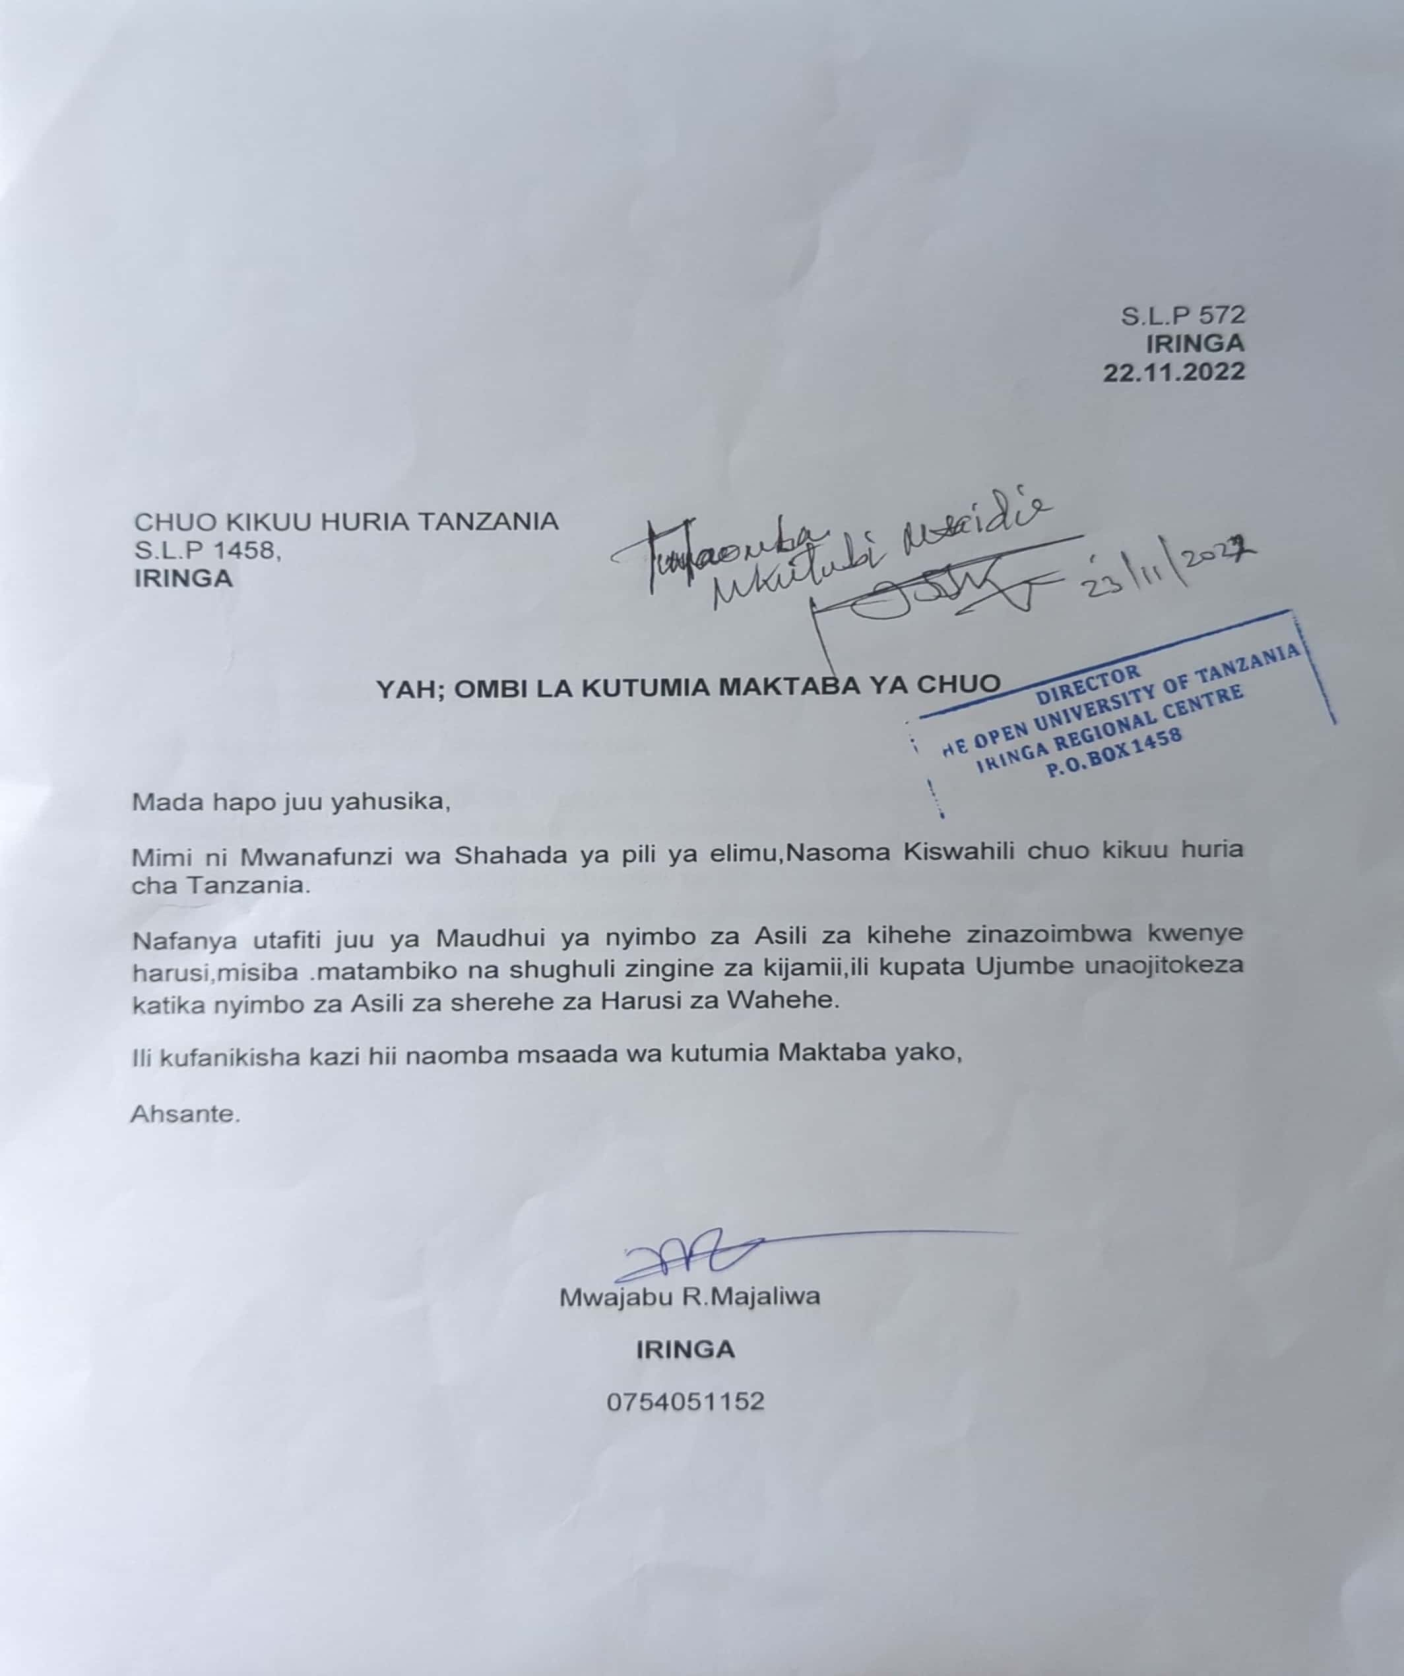 S.L.P 572
IRINGA
22.11.2022
CHUO KIKUU HURIA TANZANIA
S.L.P 1458,
IRINGA
Tunaomba
Mkutubi Msaidie
23/11/2022
YAH; OMBI LA KUTUMIA MAKTABA YA CHUO
DIRECTOR
HE OPEN UNIVERSITY OF TANZANIA
IRINGA REGIONAL CENTRE
P.O.BOX 1458
Mada hapo juu yahusika,
Mimi ni Mwanafunzi wa Shahada ya pili ya elimu,Nasoma Kiswahili chuo kikuu huria
cha Tanzania.
Nafanya utafiti juu ya Maudhui ya nyimbo za Asili za kihehe zinazoimbwa kwenye
harusi,misiba .matambiko na shughuli zingine za kijamii,ili kupata Ujumbe unaojitokeza
katika nyimbo za Asili za sherehe za Harusi za Wahehe.
Ili kufanikisha kazi hii naomba msaada wa kutumia Maktaba yako,
Ahsante.
Mwajabu R.Majaliwa
IRINGA
0754051152